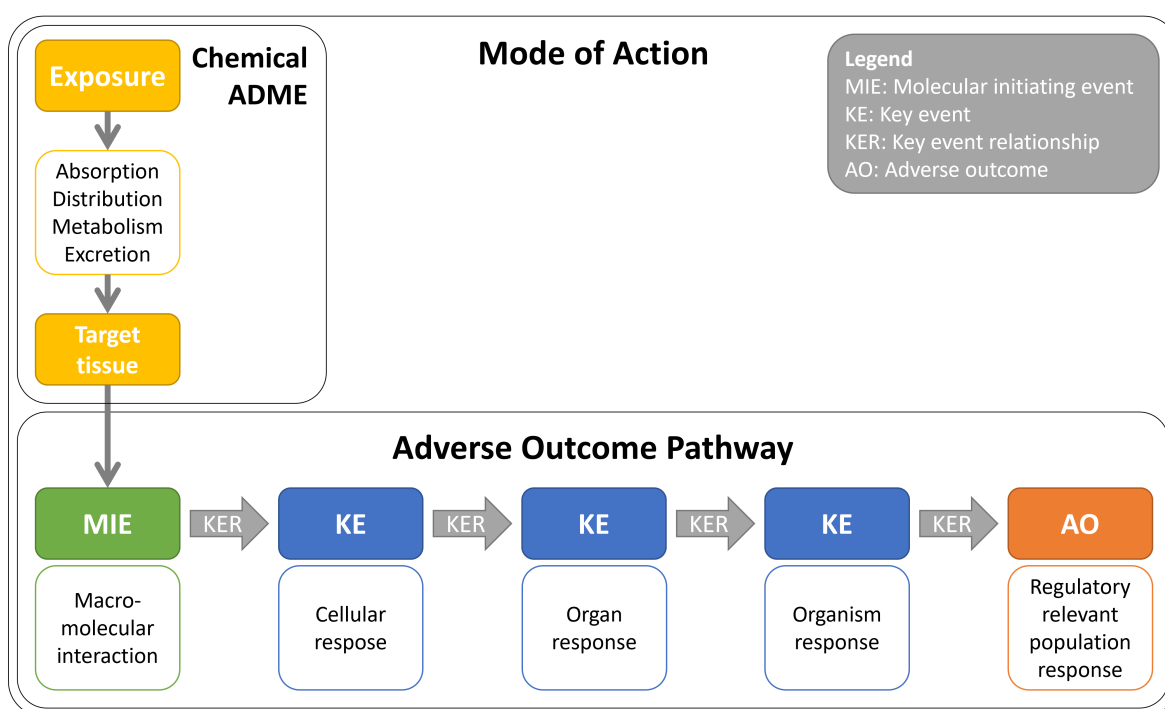 Mode of Action
Chemical
ADME
Exposure
Absorption
Distribution
Metabolism
Excretion
Target
tissue
Legend
MIE: Molecular initiating event
KE: Key event
KER: Key event relationship
AO: Adverse outcome
Adverse Outcome Pathway
MIE
KER
KE
KER
KE
KER
KE
KER
AO
Macro-
molecular
interaction
Cellular
respose
Organ
response
Organism
response
Regulatory
relevant
population
response